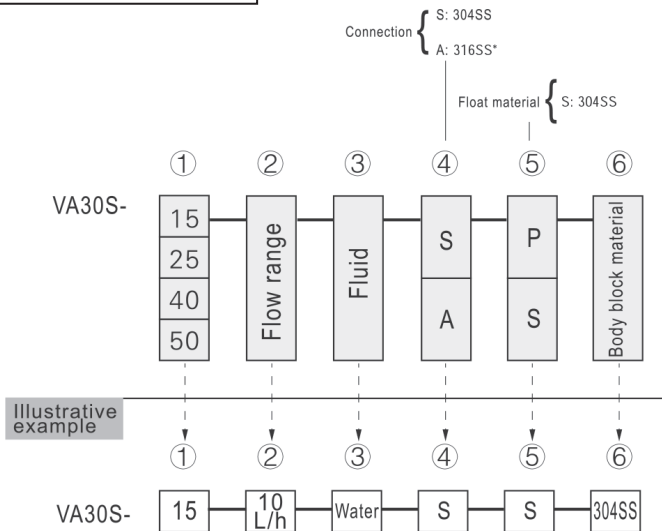 Connection { S: 304SS
A: 316SS*
Float material { S: 304SS
① ② ③ ④ ⑤ ⑥
VA30S-
15
25
40
50
Flow range
Fluid
S
A
P
S
Body block material
Illustrative
example
① ② ③ ④ ⑤ ⑥
VA30S- 15 10 L/h Water S S 304SS